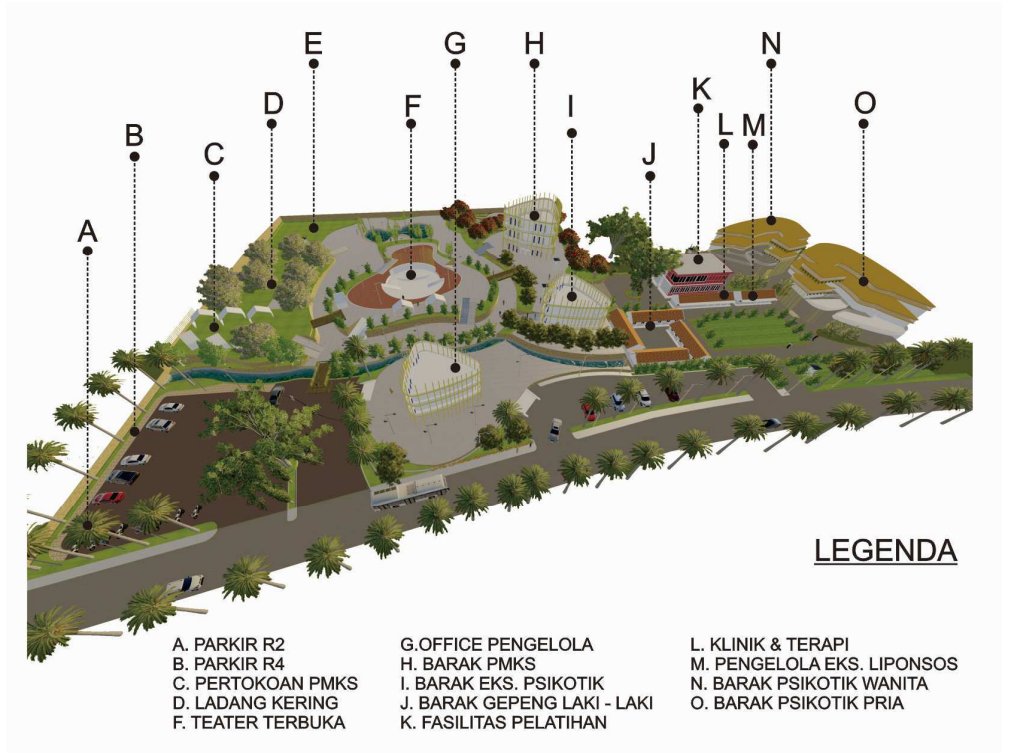 E
G
H
N
D
F
I
K
O
B
C
L
M
J
A
LEGENDA
A. PARKIR R2
B. PARKIR R4
C. PERTOKOAN PMKS
D. LADANG KERING
F. TEATER TERBUKA
G.OFFICE PENGELOLA
H. BARAK PMKS
I. BARAK EKS. PSIKOTIK
J. BARAK GEPENG LAKI - LAKI
K. FASILITAS PELATIHAN
L. KLINIK & TERAPI
M. PENGELOLA EKS. LIPONSOS
N. BARAK PSIKOTIK WANITA
O. BARAK PSIKOTIK PRIA